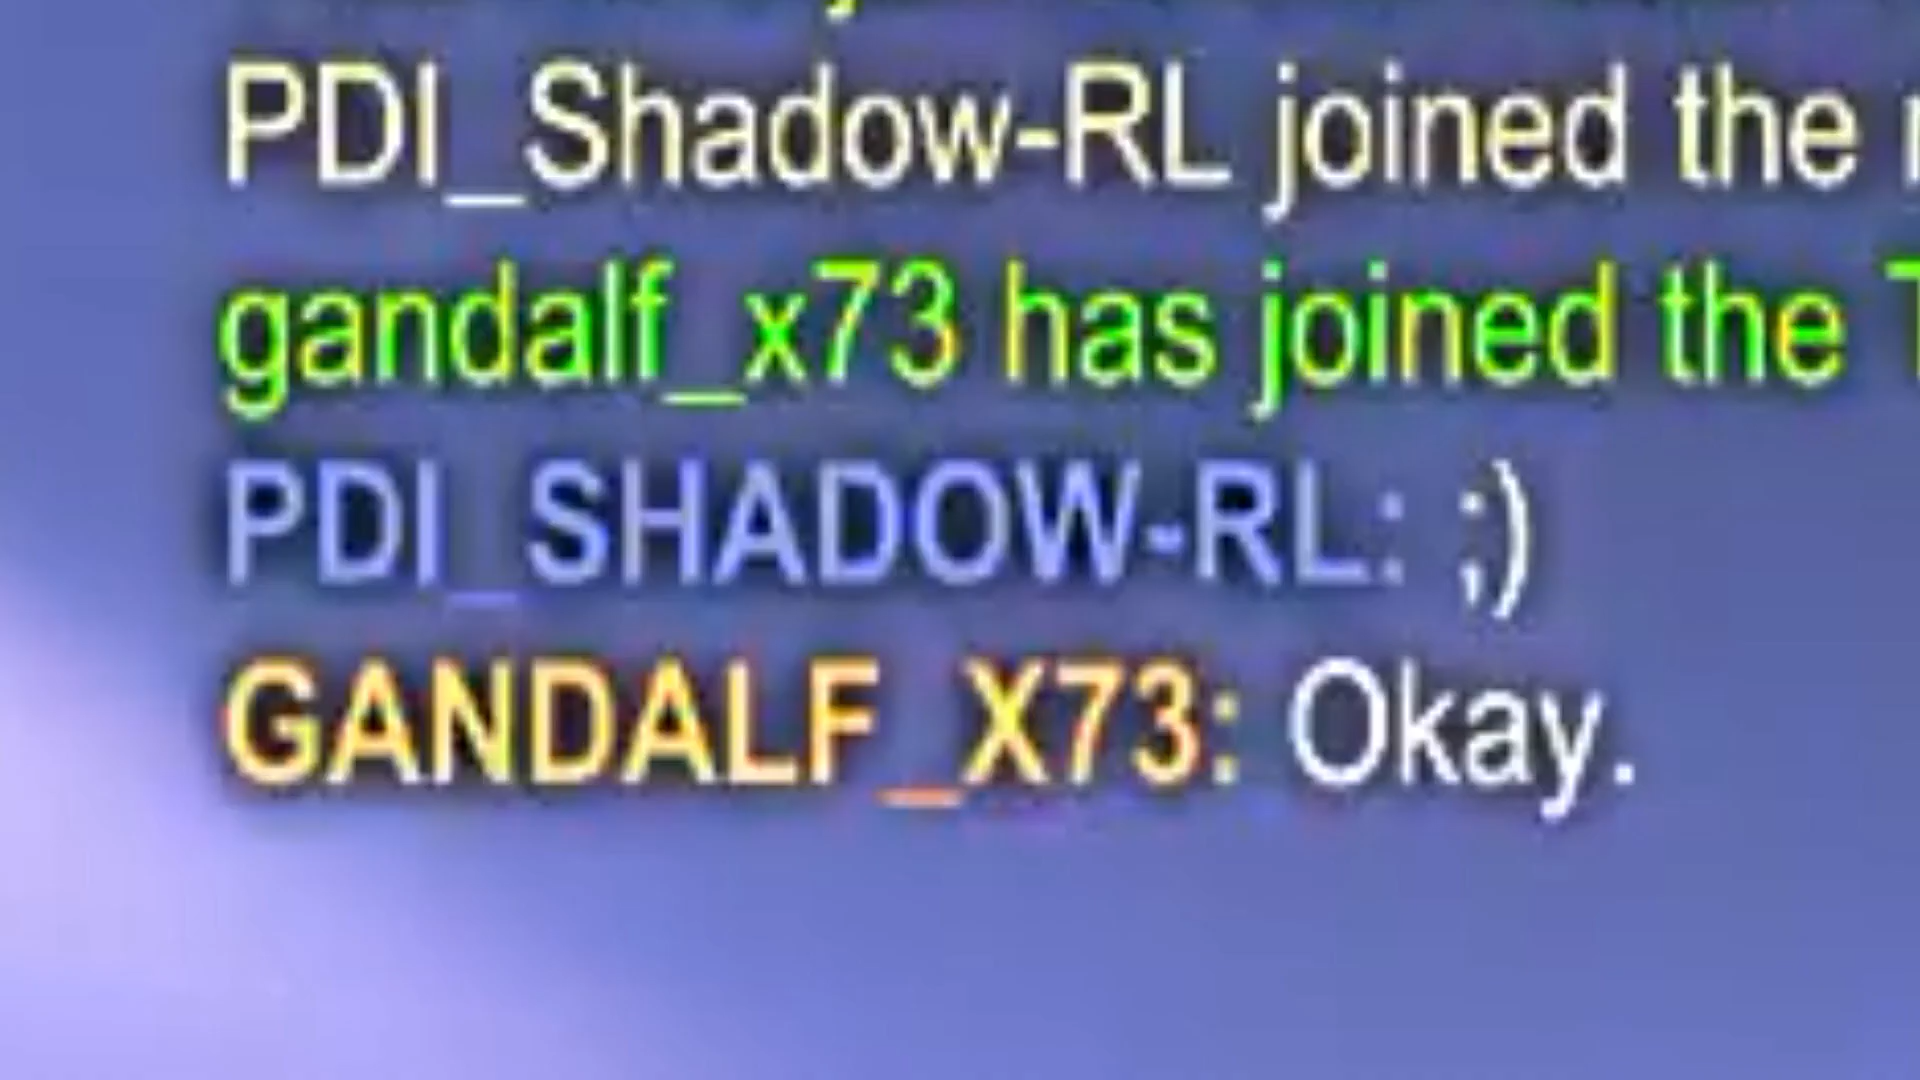 PDI_Shadow-RL joined the
gandalf_x73 has joined the
PDI_SHADOW-RL: ;)
GANDALF_X73: Okay.